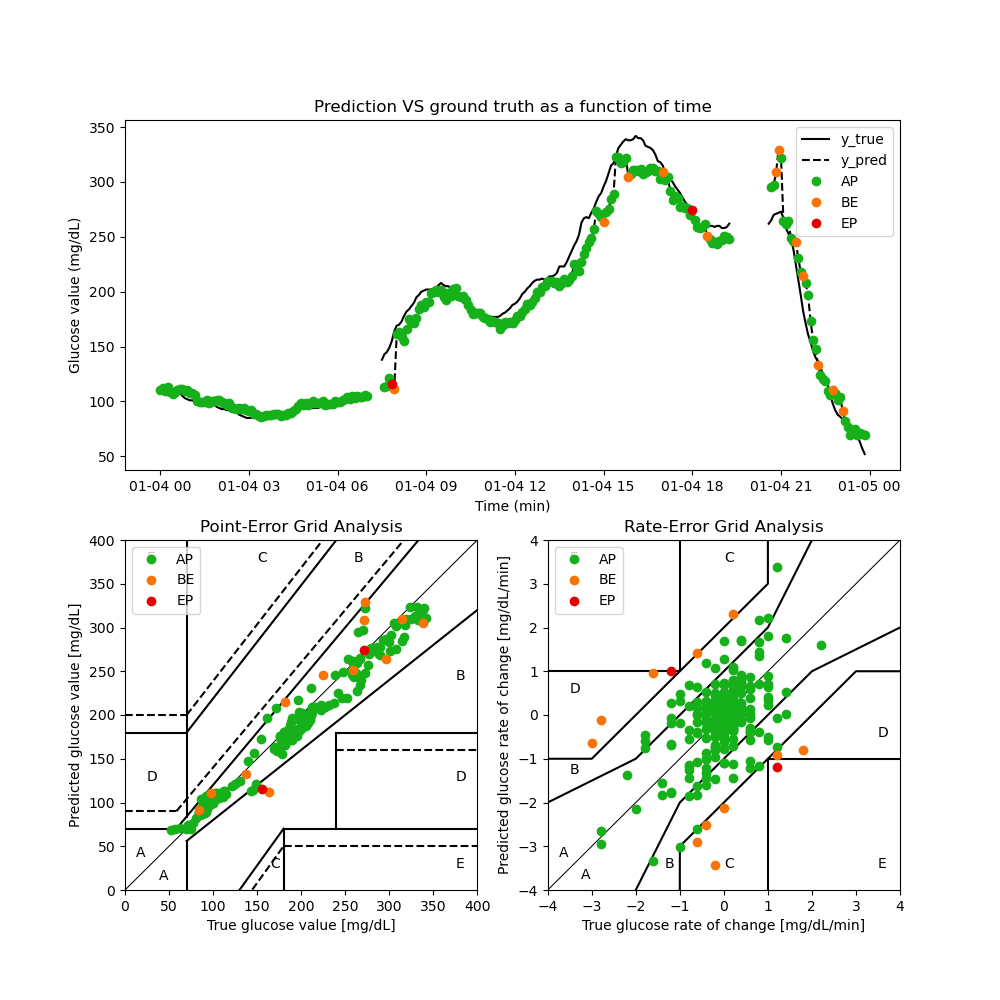 Prediction VS ground truth as a function of time
Glucose value (mg/dL)
350
300
250
200
150
100
50
y_true
y_pred
AP
BE
EP
01-04 00 01-04 03 01-04 06 01-04 09 01-04 12 01-04 15 01-04 18 01-04 21 01-05 00
Time (min)
Point-Error Grid Analysis
Predicted glucose value [mg/dL]
400
350
300
250
200
150
100
50
0
AP
BE
EP
C
B
B
D
D
A
A
C
E
0 50 100 150 200 250 300 350 400
True glucose value [mg/dL]
Rate-Error Grid Analysis
Predicted glucose rate of change [mg/dL/min]
4
3
2
1
0
−1
−2
−3
−4
AP
BE
EP
C
D
D
B
A
A
B
C
E
−4 −3 −2 −1 0 1 2 3 4
True glucose rate of change [mg/dL/min]